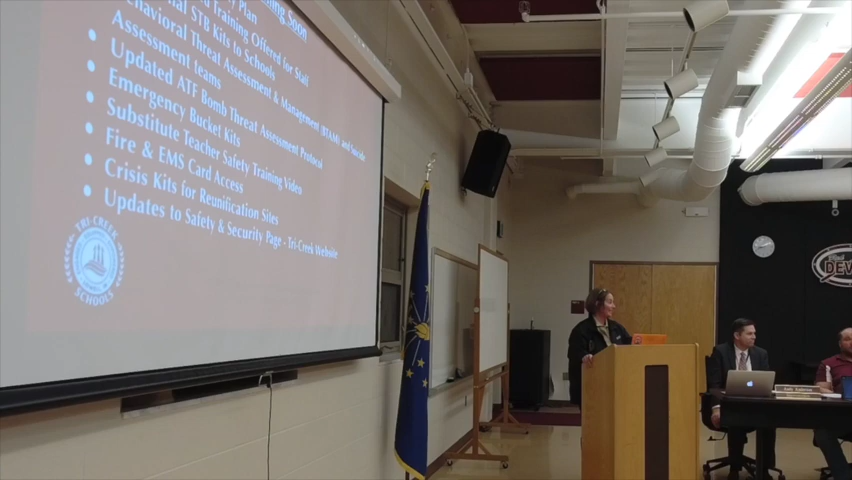 Coming Soon
y Plan
Training Offered for Staff
STB Kits to Schools
Behavioral Threat Assessment & Management (BTAM) and Suicide
Assessment teams
Updated ATF Bomb Threat Assessment Protocol
Emergency Bucket Kits
Substitute Teacher Safety Training Video
Fire & EMS Card Access
Crisis Kits for Reunification Sites
Updates to Safety & Security Page - Tri-Creek Website
TRI-CREEK
SCHOOLS
DEV